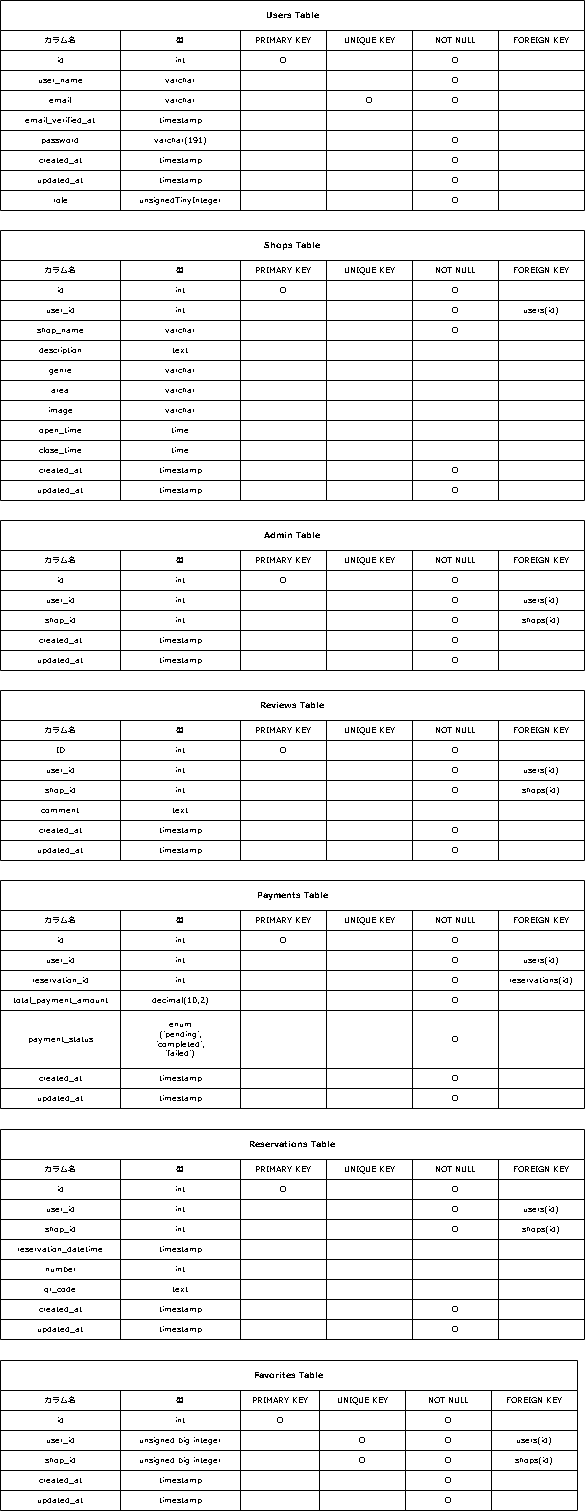 Users Table
カラム名 型 PRIMARY KEY UNIQUE KEY NOT NULL FOREIGN KEY
id int O O
user_name varchar O
email varchar O O
email_verified_at timestamp
password varchar(191) O
created_at timestamp O
updated_at timestamp O
role unsignedTinyInteger O
Shops Table
カラム名 型 PRIMARY KEY UNIQUE KEY NOT NULL FOREIGN KEY
id int O O
user_id int O users(id)
shop_name varchar O
description text
genre varchar
area varchar
image varchar
open_time time
close_time time
created_at timestamp O
updated_at timestamp O
Admin Table
カラム名 型 PRIMARY KEY UNIQUE KEY NOT NULL FOREIGN KEY
id int O O
user_id int O users(id)
shop_id int O shops(id)
created_at timestamp O
updated_at timestamp O
Reviews Table
カラム名 型 PRIMARY KEY UNIQUE KEY NOT NULL FOREIGN KEY
ID int O O
user_id int O users(id)
shop_id int O shops(id)
comment text
created_at timestamp O
updated_at timestamp O
Payments Table
カラム名 型 PRIMARY KEY UNIQUE KEY NOT NULL FOREIGN KEY
id int O O
user_id int O users(id)
reservation_id int O reservations(id)
total_payment_amount decimal(10,2) O
enum
('pending',
payment_status O
'completed',
'failed')
created_at timestamp O
updated_at timestamp O
Reservations Table
カラム名 型 PRIMARY KEY UNIQUE KEY NOT NULL FOREIGN KEY
id int O O
user_id int O users(id)
shop_id int O shops(id)
reservation_datetime timestamp
number int
qr_code text
created_at timestamp O
updated_at timestamp O
Favorites Table
カラム名 型 PRIMARY KEY UNIQUE KEY NOT NULL FOREIGN KEY
id int O O
user_id unsigned big integer O O users(id)
shop_id unsigned big integer O O shops(id)
created_at timestamp O
updated_at timestamp O